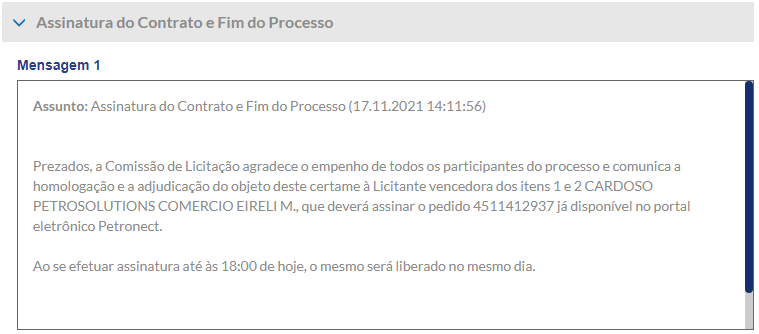 Assinatura do Contrato e Fim do Processo
Mensagem 1
Assunto: Assinatura do Contrato e Fim do Processo (17.11.2021 14:11:56)
Prezados, a Comissão de Licitação agradece o empenho de todos os participantes do processo e comunica a
homologação e a adjudicação do objeto deste certame à Licitante vencedora dos itens 1 e 2 CARDOSO
PETROSOLUTIONS COMERCIO EIRELI M., que deverá assinar o pedido 4511412937 já disponível no portal
eletrônico Petronect.
Ao se efetuar assinatura até às 18:00 de hoje, o mesmo será liberado no mesmo dia.